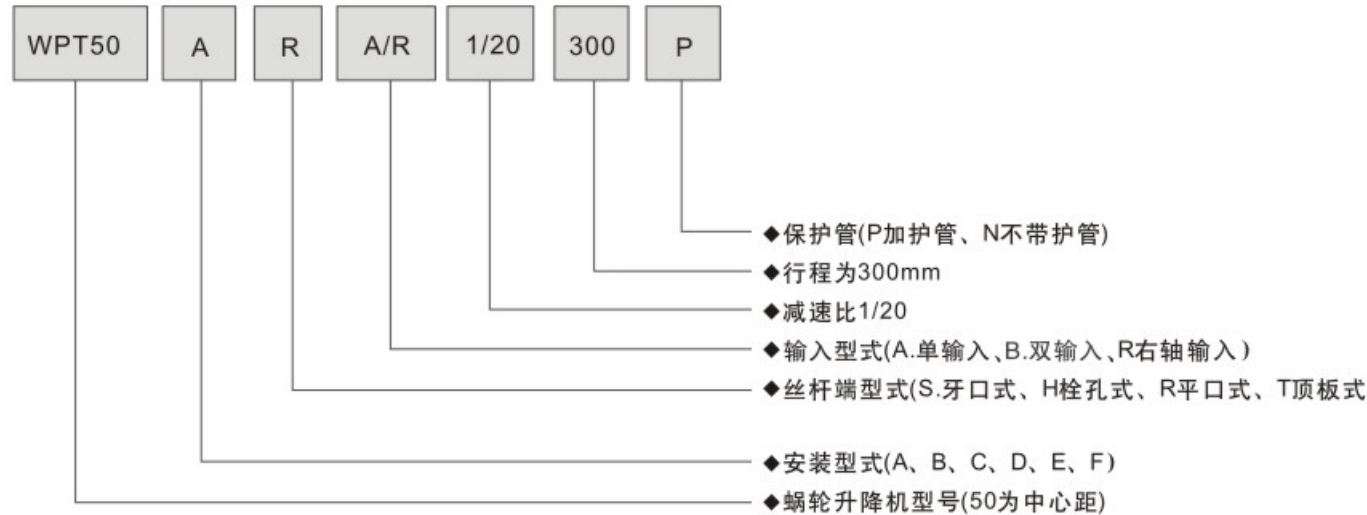 WPT50 A R A/R 1/20 300 P
◆保护管(P加护管、N不带护管)
◆行程为300mm
◆减速比1/20
◆输入型式(A.单输入、B.双输入、R右轴输入)
◆丝杆端型式(S.牙口式、H栓孔式、R平口式、T顶板式
◆安装型式(A、B、C、D、E、F)
◆蜗轮升降机型号(50为中心距)